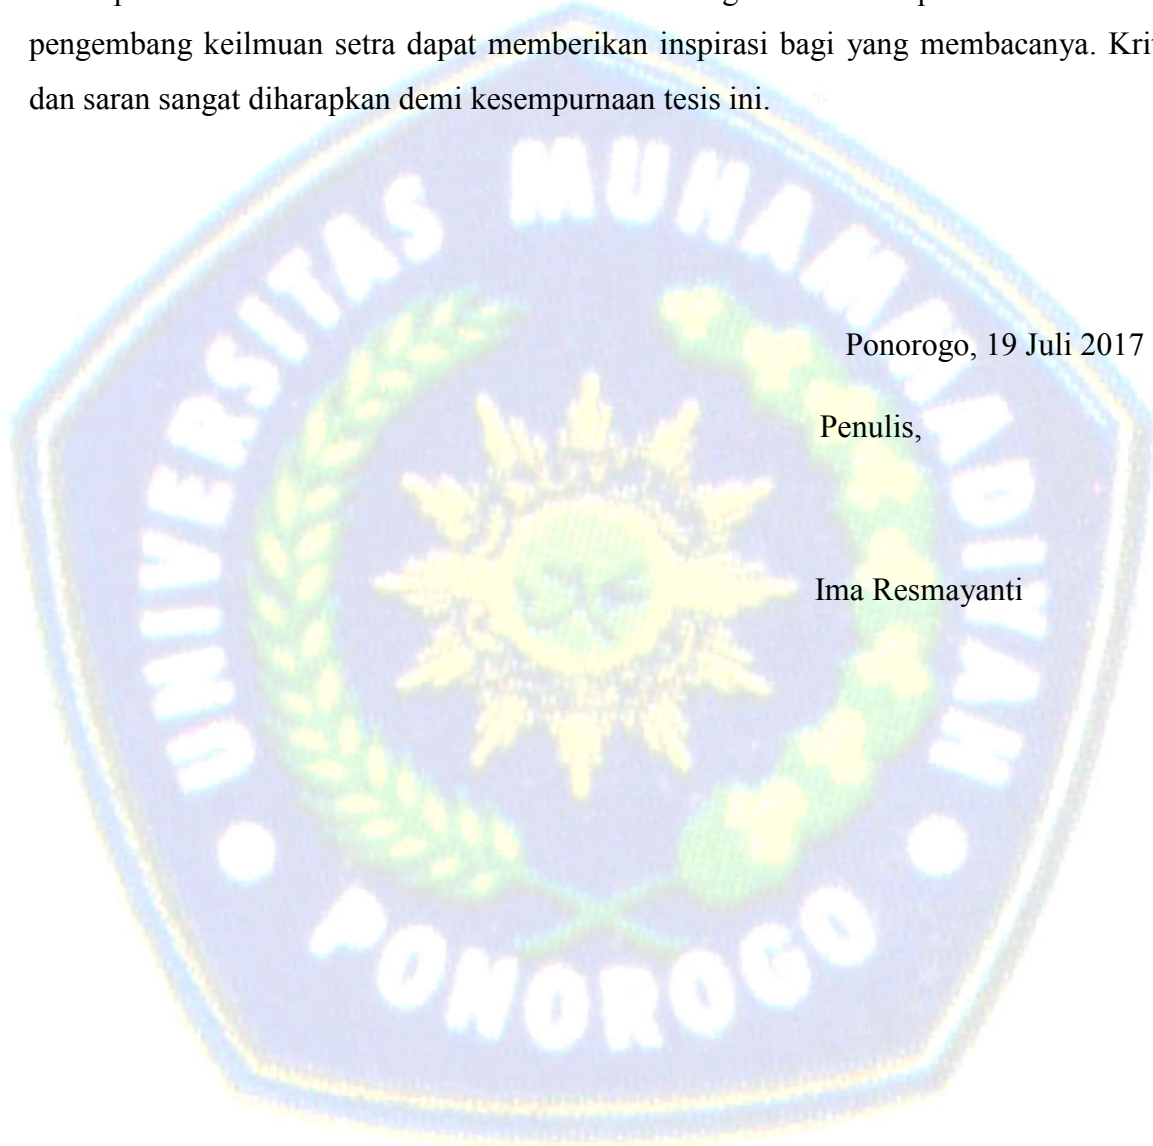 pengembang keilmuan setra dapat memberikan inspirasi bagi yang membacanya.
dan saran sangat diharapkan demi kesempurnaan tesis ini.
UNIVERSITAS MUHAMMADIYAH
Ponorogo, 19 Juli 2017
Penulis,
Ima Resmayanti
PONOROGO